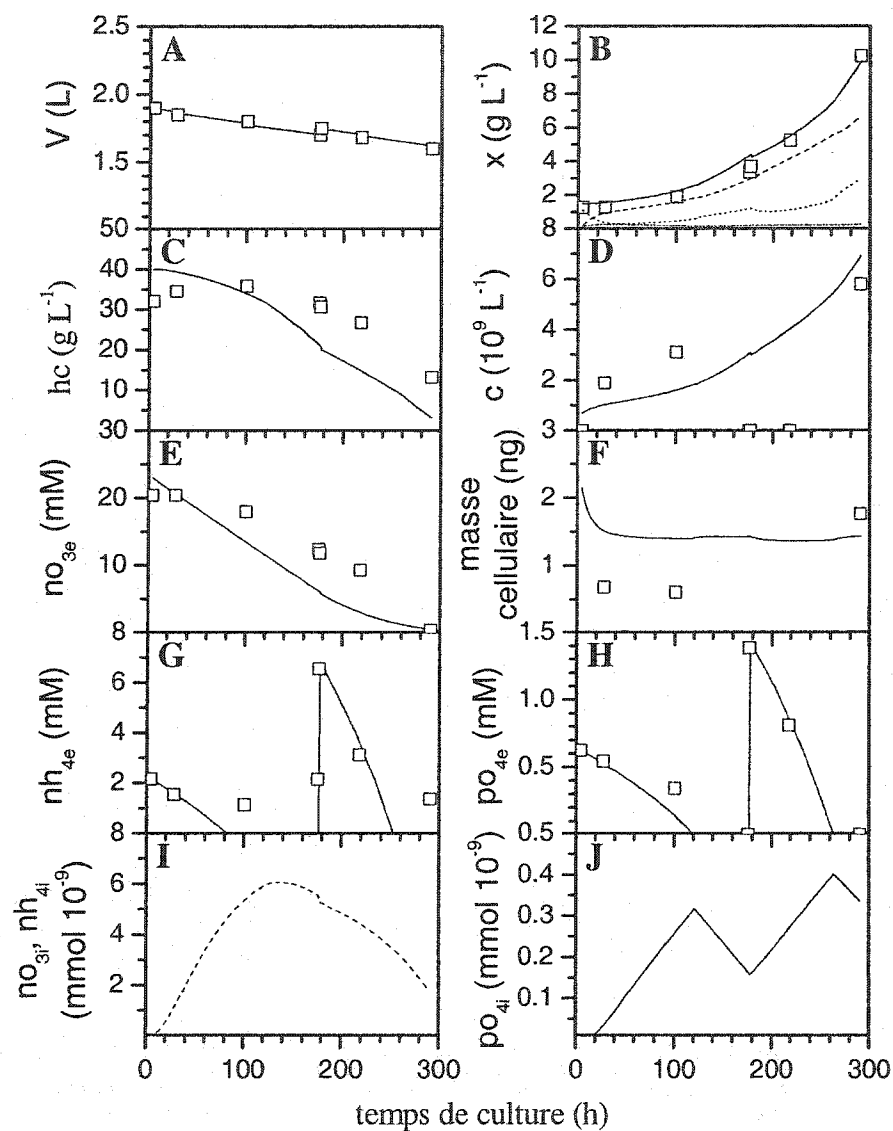 2.5
A
2.0
1.5
50
V (L)
12
B
10
8
6
4
2
8
x (g L⁻¹)
C
40
30
20
10
30
hc (g L⁻¹)
D
6
4
2
3
c (10⁹ L⁻¹)
E
20
10
8
no₃ₑ (mM)
F
2
1
1.5
masse
cellulaire (ng)
G
6
4
2
8
nh₄ₑ (mM)
H
1.0
0.5
0.5
po₄ₑ (mM)
I
6
4
2
no₃ᵢ, nh₄ᵢ
(mmol 10⁻⁹)
J
0.4
0.3
0.2
0.1
po₄ᵢ (mmol 10⁻⁹)
0 100 200 300
0 100 200 300
temps de culture (h)